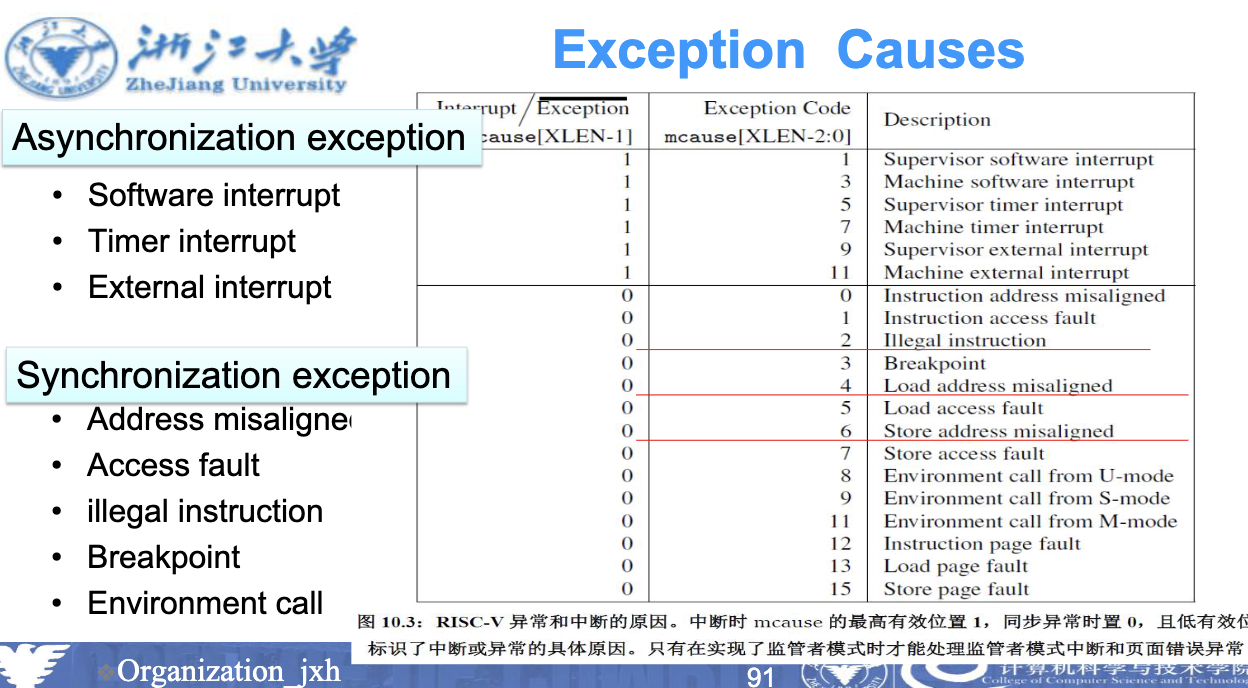 浙江大学
ZheJiang University
Exception Causes
Asynchronization exception
• Software interrupt
• Timer interrupt
• External interrupt
Synchronization exception
• Address misaligned
• Access fault
• illegal instruction
• Breakpoint
• Environment call
Interrupt / Exception Exception Code Description
cause[XLEN-1] mcause[XLEN-2:0]
1 1 Supervisor software interrupt
1 3 Machine software interrupt
1 5 Supervisor timer interrupt
1 7 Machine timer interrupt
1 9 Supervisor external interrupt
1 11 Machine external interrupt
0 0 Instruction address misaligned
0 1 Instruction access fault
0 2 Illegal instruction
0 3 Breakpoint
0 4 Load address misaligned
0 5 Load access fault
0 6 Store address misaligned
0 7 Store access fault
0 8 Environment call from U-mode
0 9 Environment call from S-mode
0 11 Environment call from M-mode
0 12 Instruction page fault
0 13 Load page fault
0 15 Store page fault
图 10.3：RISC-V 异常和中断的原因。中断时 mcause 的最高有效位置 1，同步异常时置 0，且低有效位
标识了中断或异常的具体原因。只有在实现了监管者模式时才能处理监管者模式中断和页面错误异常
Organization_jxh
91
计算机科学与技术学院
College of Computer Science and Technology